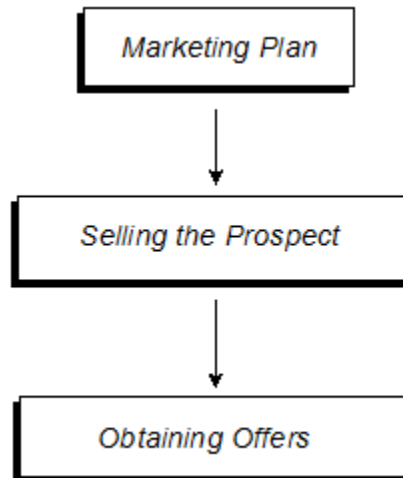 Marketing Plan
Selling the Prospect
Obtaining Offers